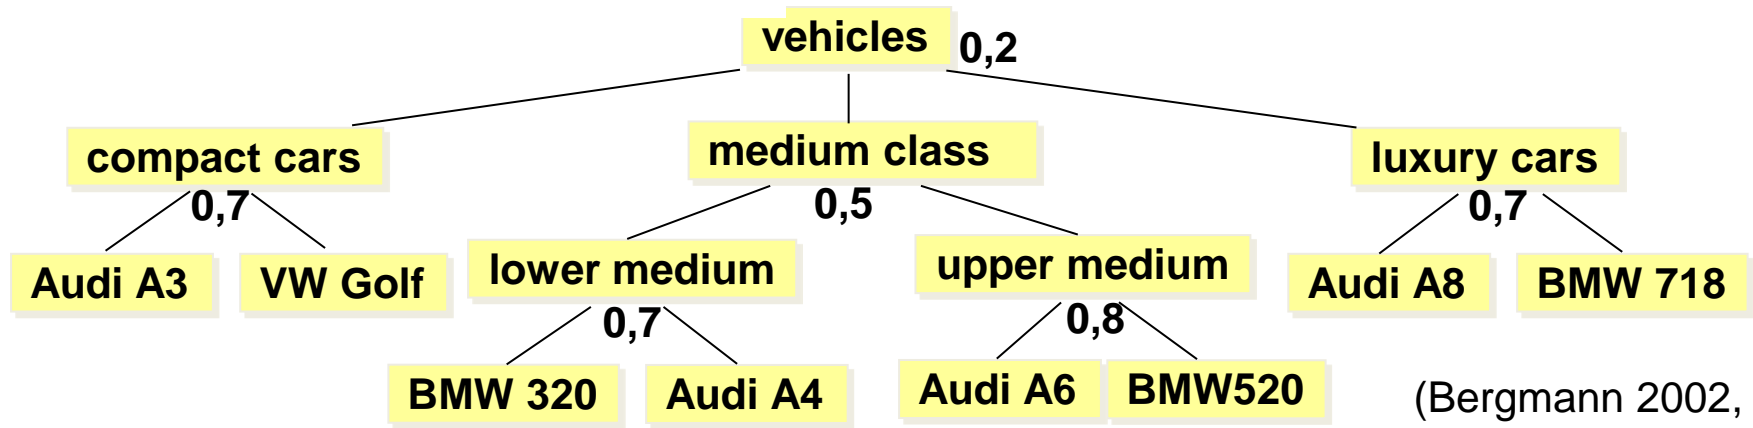 vehicles 0,2
compact cars
medium class
luxury cars
0,7
0,5
0,7
Audi A3
VW Golf
lower medium
upper medium
Audi A8
BMW 718
0,7
0,8
BMW 320
Audi A4
Audi A6
BMW520
(Bergmann 2002,